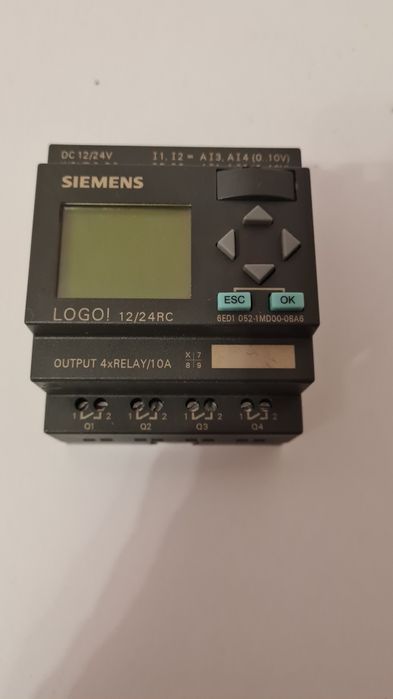 DC 12/24V I1, I2 = AI3, AI4 (0..10V)
SIEMENS
ESC OK
LOGO! 12/24RC
6ED1 052-1MD00-0BA6
OUTPUT 4xRELAY/10A
X 7
8 9
1 2 1 2 1 2 1 2
Q1 Q2 Q3 Q4